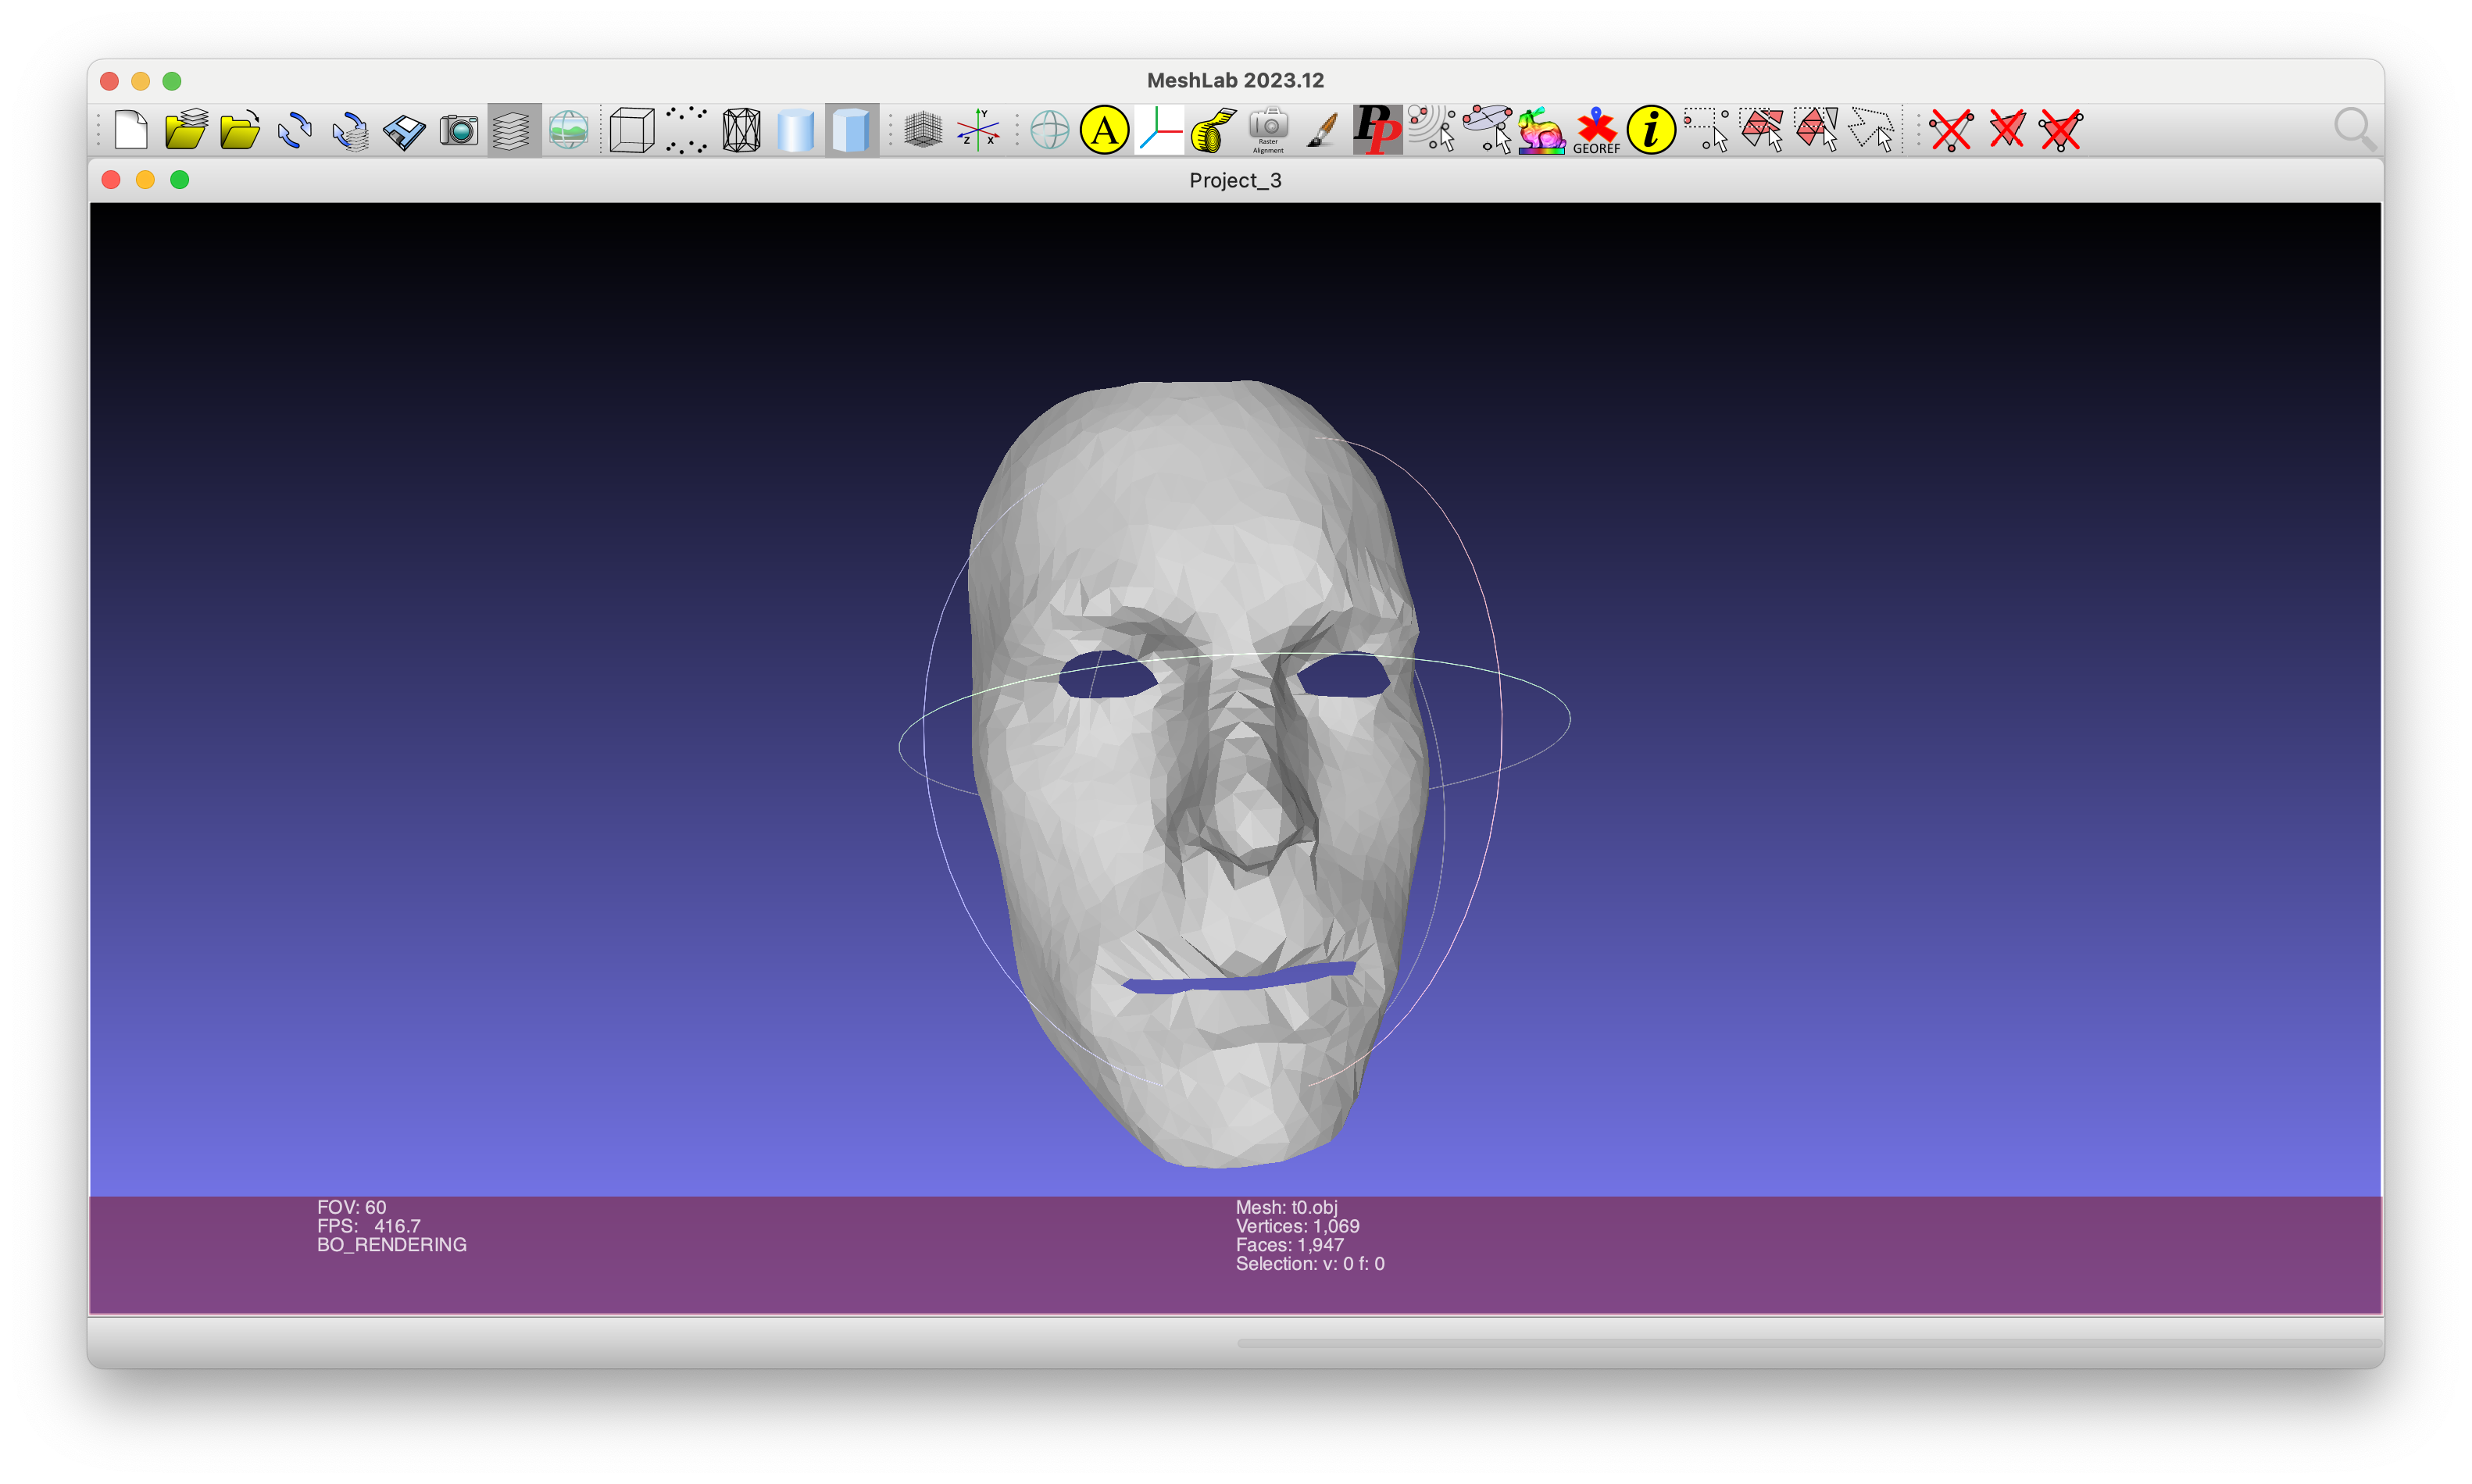 MeshLab 2023.12
Y
Z X
A
Raster
Alignment
PP
GEOREF
i
Project_3
FOV: 60
FPS: 416.7
BO_RENDERING
Mesh: t0.obj
Vertices: 1,069
Faces: 1,947
Selection: v: 0 f: 0